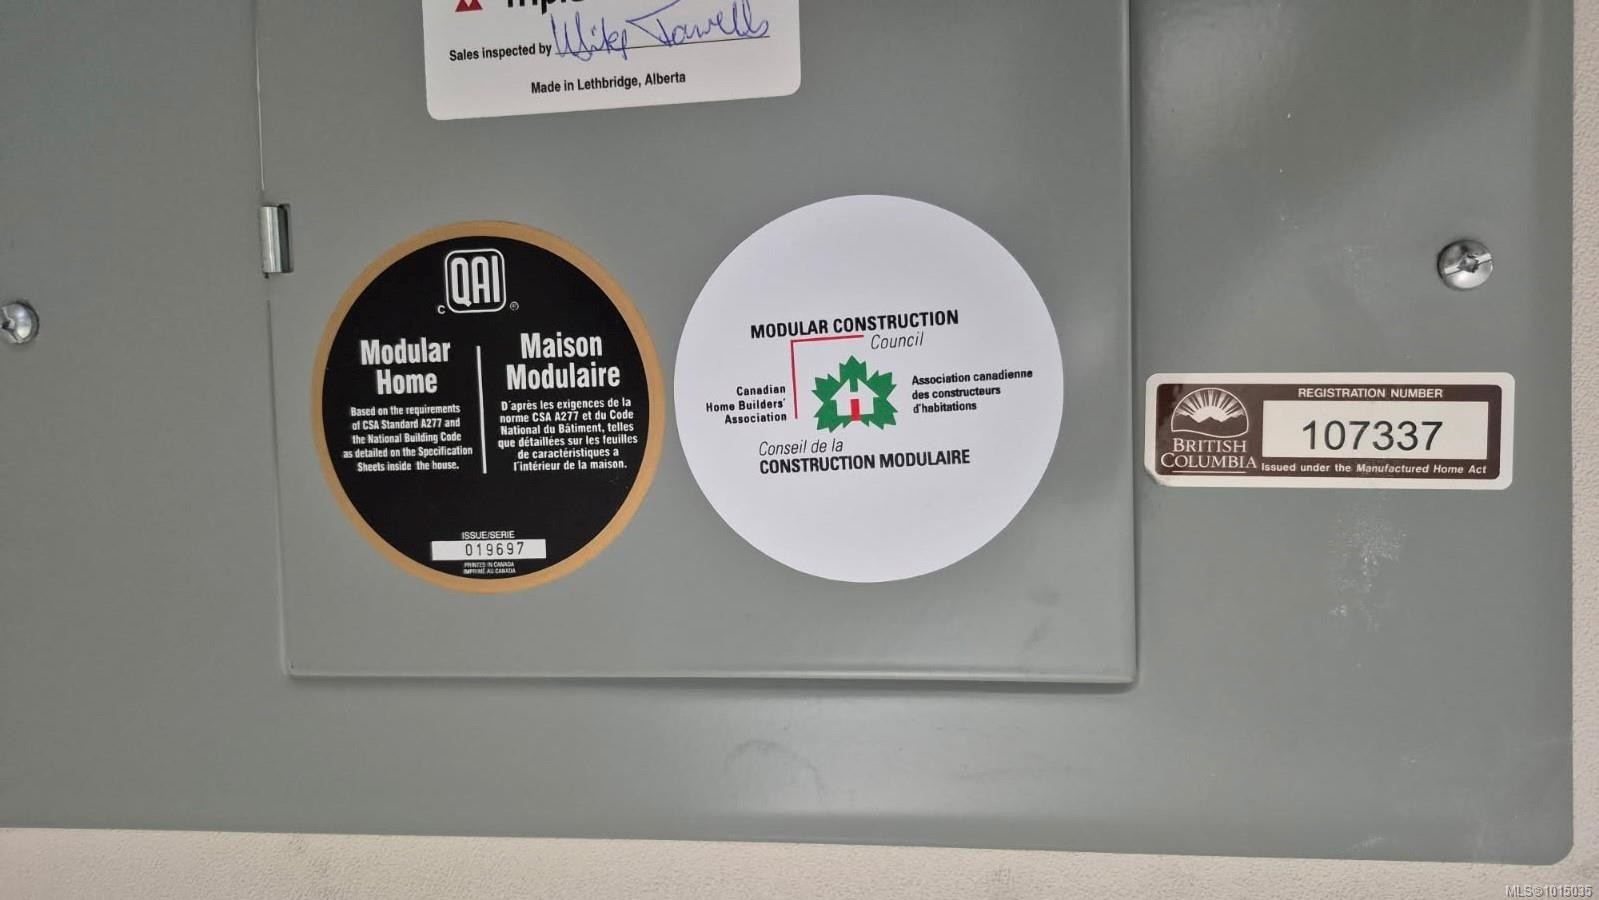 Sales inspected by Mike Towells
Made in Lethbridge, Alberta
QAI
C ®
Modular
Home
Based on the requirements
of CSA Standard A277 and
the National Building Code
as detailed on the Specification
Sheets inside the house.
Maison
Modulaire
D'après les exigences de la
norme CSA A277 et du Code
National du Bâtiment, telles
que détaillées sur les feuilles
de caractéristiques a
l'intérieur de la maison.
ISSUE/SERIE
019697
PRINTED IN CANADA
IMPRIMÉ AU CANADA
MODULAR CONSTRUCTION
Council
Canadian
Home Builders'
Association
Association canadienne
des constructeurs
d'habitations
Conseil de la
CONSTRUCTION MODULAIRE
REGISTRATION NUMBER
107337
BRITISH
COLUMBIA
Issued under the Manufactured Home Act
MLS®1015035